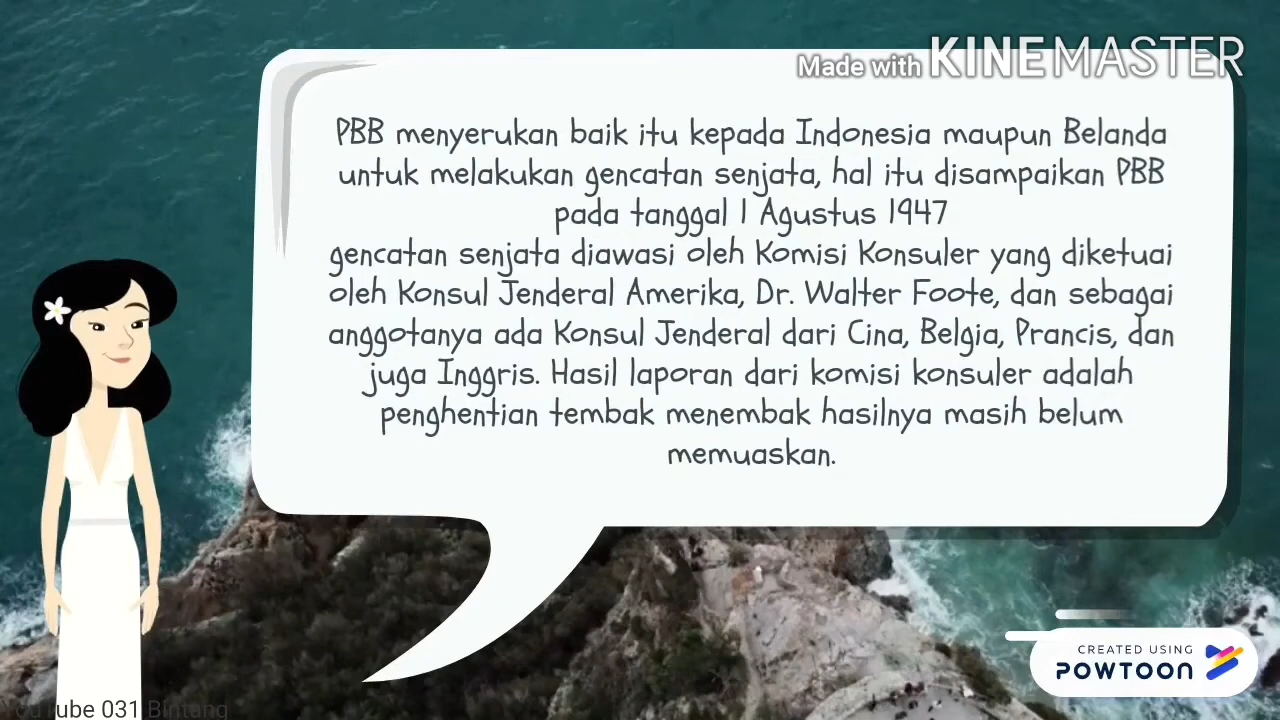 Made with KINEMASTER
PBB menyerukan baik itu kepada Indonesia maupun Belanda
untuk melakukan gencatan senjata, hal itu disampaikan PBB
pada tanggal 1 Agustus 1947
gencatan senjata diawasi oleh Komisi Konsuler yang diketuai
oleh Konsul Jenderal Amerika, Dr. Walter Foote, dan sebagai
anggotanya ada Konsul Jenderal dari Cina, Belgia, Prancis, dan
juga Inggris. Hasil laporan dari komisi konsuler adalah
penghentian tembak menembak hasilnya masih belum
memuaskan.
CREATED USING
POWTOON
YouTube 031 Bintang